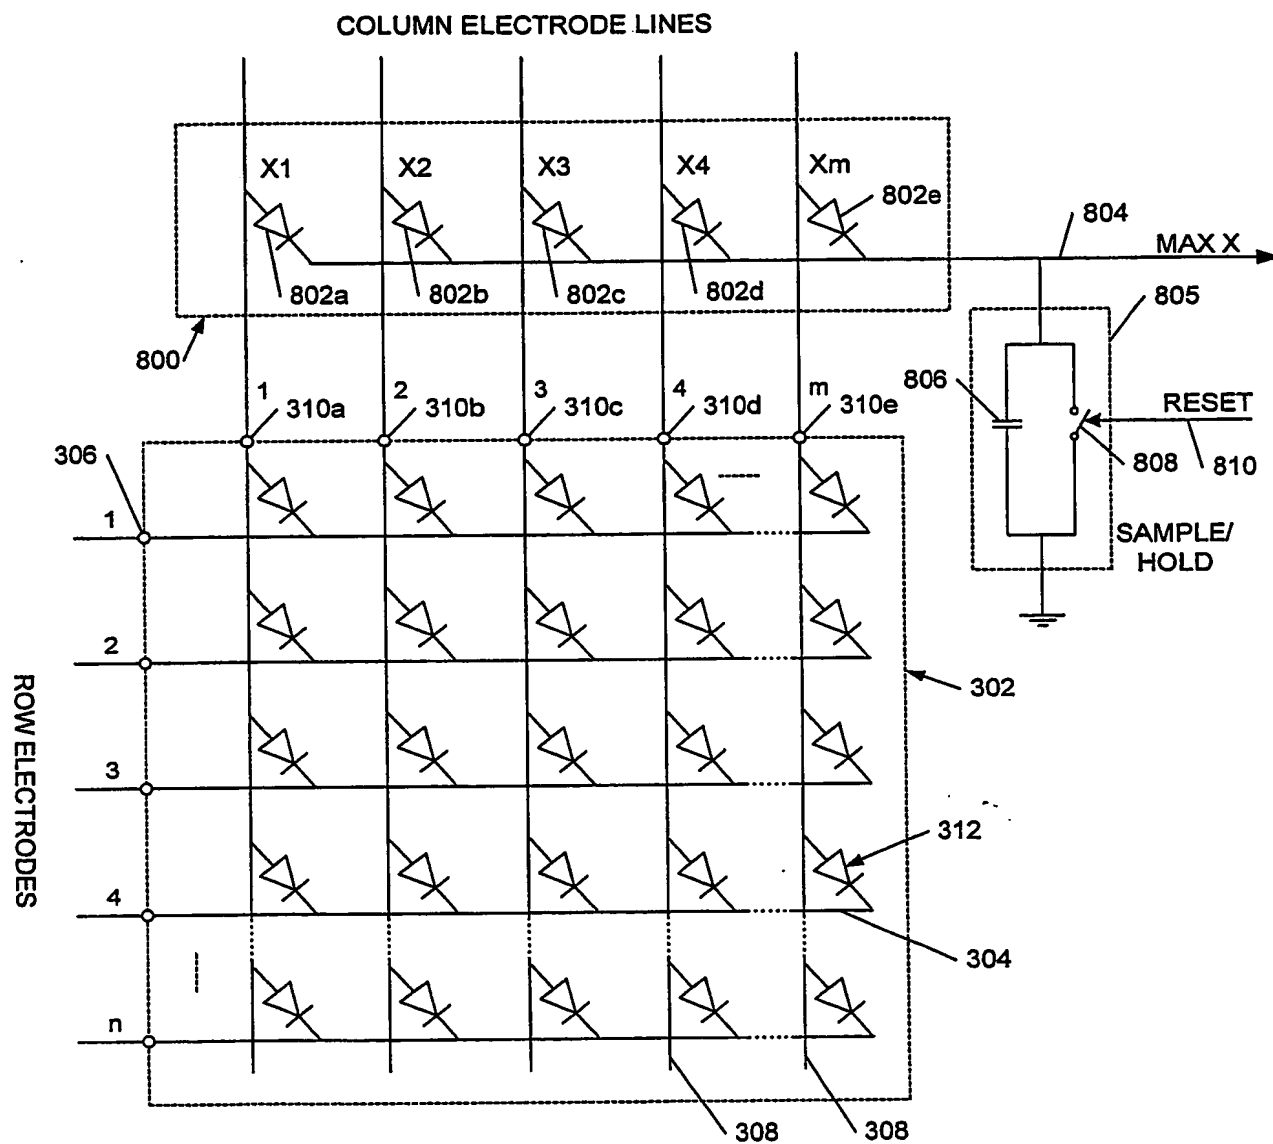 COLUMN ELECTRODE LINES
X1 X2 X3 X4 Xm
802e
804
MAX X
802a 802b 802c 802d
805
800
806
RESET
1 2 3 4 m
310a 310b 310c 310d 310e
808 810
306
SAMPLE/
HOLD
1
2
302
ROW ELECTRODES
3
312
4
304
n
308 308